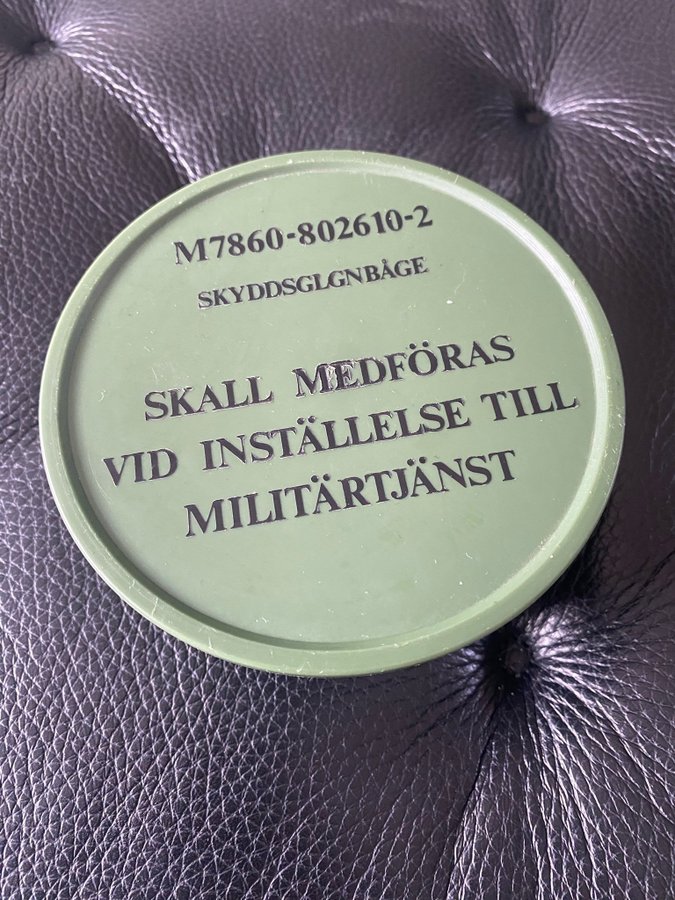 M7860-802610-2
SKYDDSGLGNBÅGE
SKALL MEDFÖRAS
VID INSTÄLLELSE TILL
MILITÄRTJÄNST